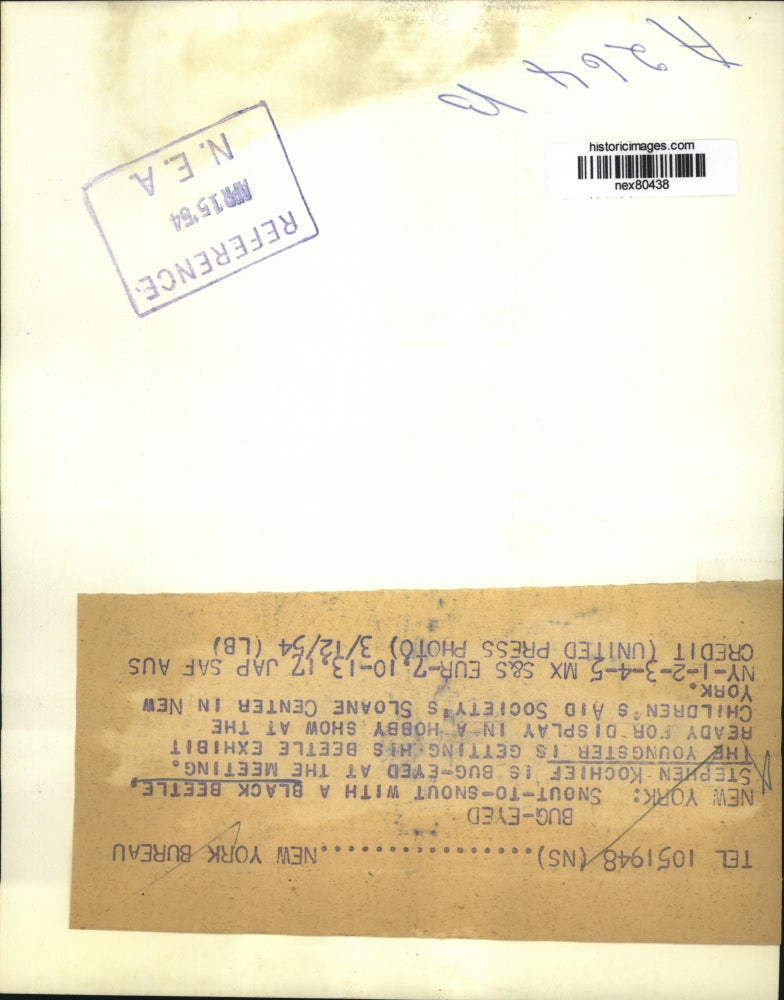 A264 10
historicimages.com
nex80438
REFERENCE.
APR 15 '54
N. E. A.
TEL 1051948 (NS)................NEW YORK BUREAU
BUG-EYED
NEW YORK: SNOUT-TO-SNOUT WITH A BLACK BEETLE,
STEPHEN KOCHIEF IS BUG-EYED AT THE MEETING.
THE YOUNGSTER IS GETTING HIS BEETLE EXHIBIT
READY FOR DISPLAY IN A HOBBY SHOW AT THE
CHILDREN'S AID SOCIETY'S SLOANE CENTER IN NEW
YORK.
NY-1-2-3-4-5 MX S&S EUR-7,10-13,17 JAP SAF AUS
CREDIT (UNITED PRESS PHOTO) 3/12/54 (LB)